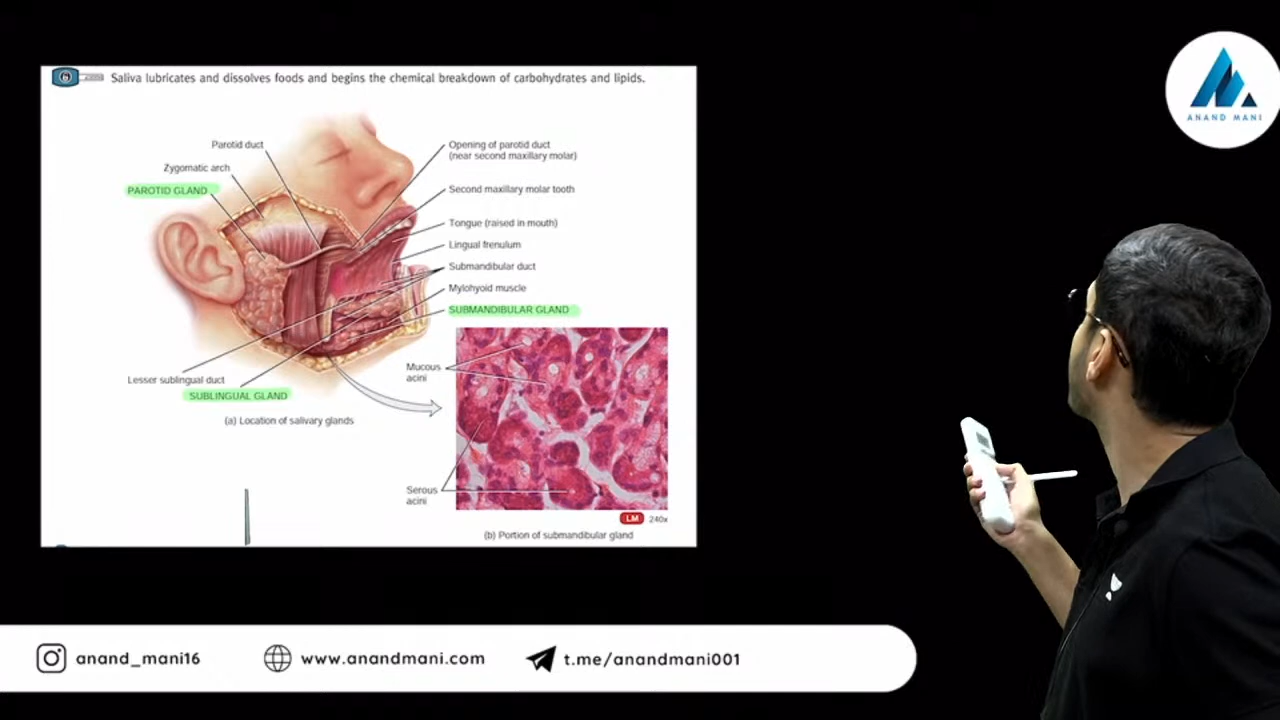 Saliva lubricates and dissolves foods and begins the chemical breakdown of carbohydrates and lipids.
Parotid duct
Zygomatic arch
PAROTID GLAND
Opening of parotid duct
(near second maxillary molar)
Second maxillary molar tooth
Tongue (raised in mouth)
Lingual frenulum
Submandibular duct
Mylohyoid muscle
SUBMANDIBULAR GLAND
Lesser sublingual duct
SUBLINGUAL GLAND
(a) Location of salivary glands
Mucous
acini
Serous
acini
LM 240x
(b) Portion of submandibular gland
ANAND MANI
anand_mani16
www.anandmani.com
t.me/anandmani001